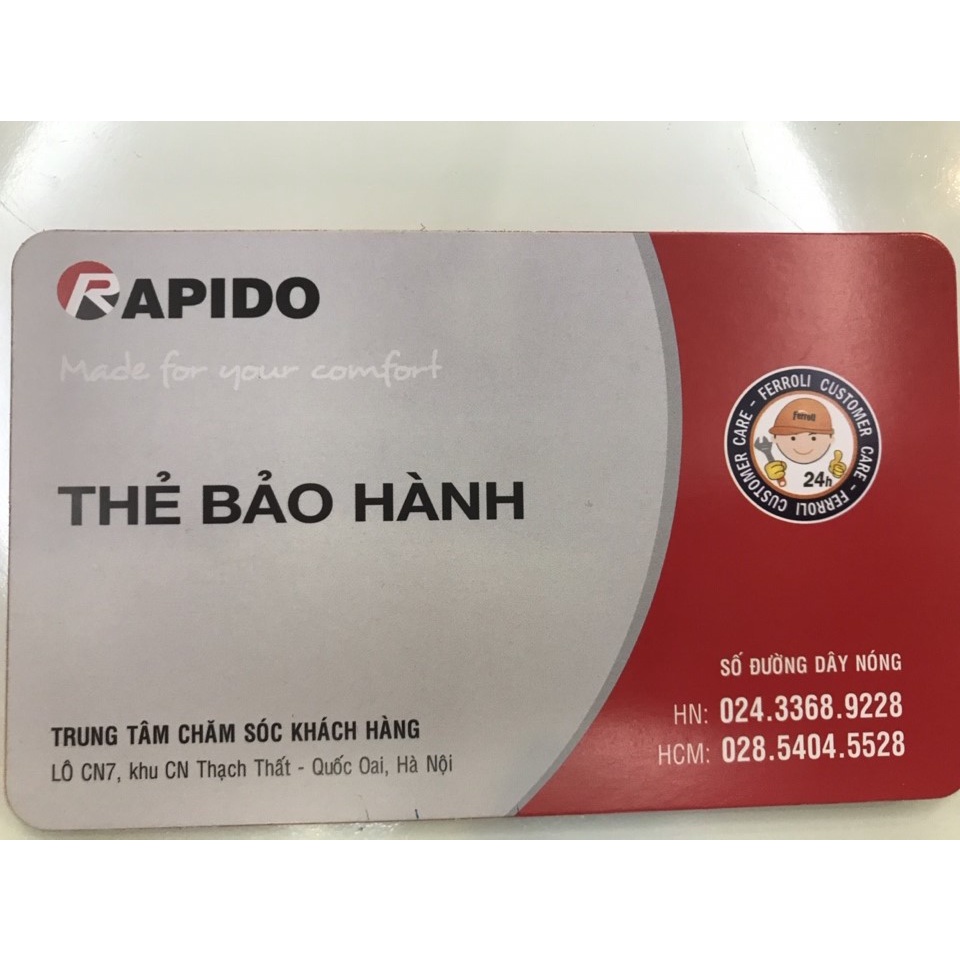 RAPIDO
Made for your comfort
THẺ BẢO HÀNH
FERROLI CUSTOMER CARE - FERROLI CUSTOMER CARE -
Ferroli
24h
SỐ ĐƯỜNG DÂY NÓNG
HN: 024.3368.9228
HCM: 028.5404.5528
TRUNG TÂM CHĂM SÓC KHÁCH HÀNG
LÔ CN7, khu CN Thạch Thất - Quốc Oai, Hà Nội